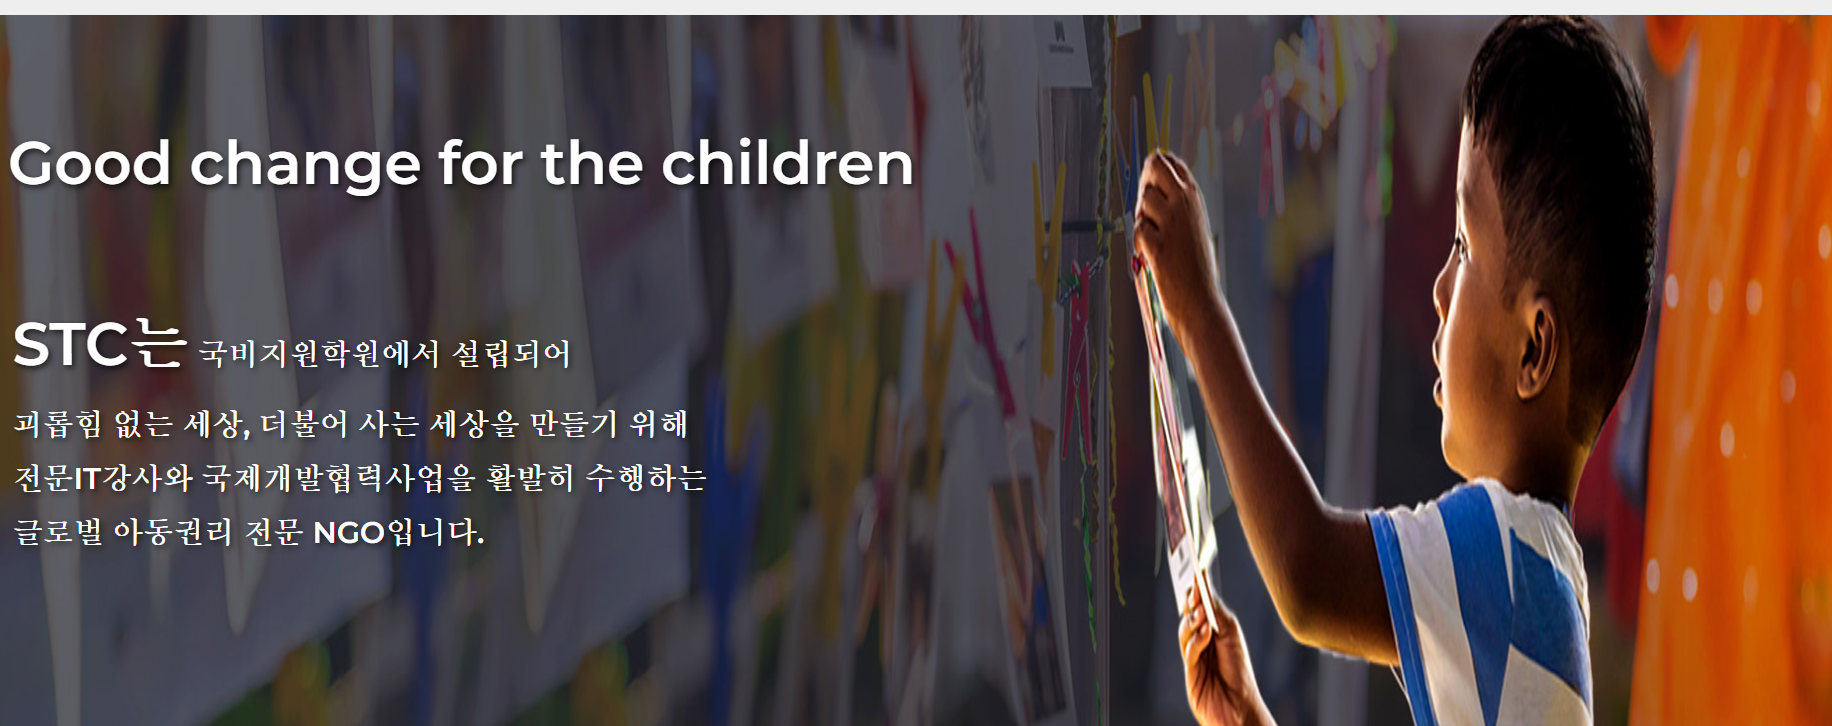 Good change for the children
STC는 국비지원학원에서 설립되어
괴롭힘 없는 세상, 더불어 사는 세상을 만들기 위해
전문IT강사와 국제개발협력사업을 활발히 수행하는
글로벌 아동권리 전문 NGO입니다.